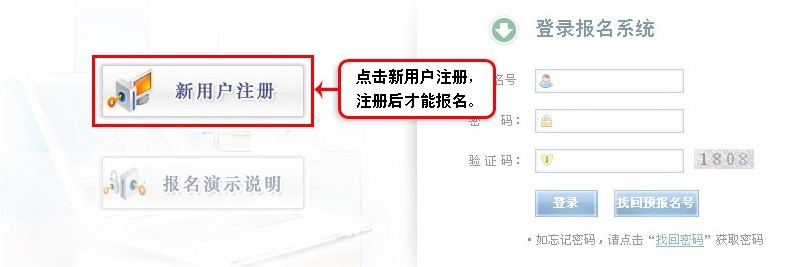 新用户注册
点击新用户注册，
注册后才能报名。
报名演示说明
登录报名系统
名号
密 码：
验证码：
1808
登录
找回预报名号
·如忘记密码，请点击“找回密码”获取密码